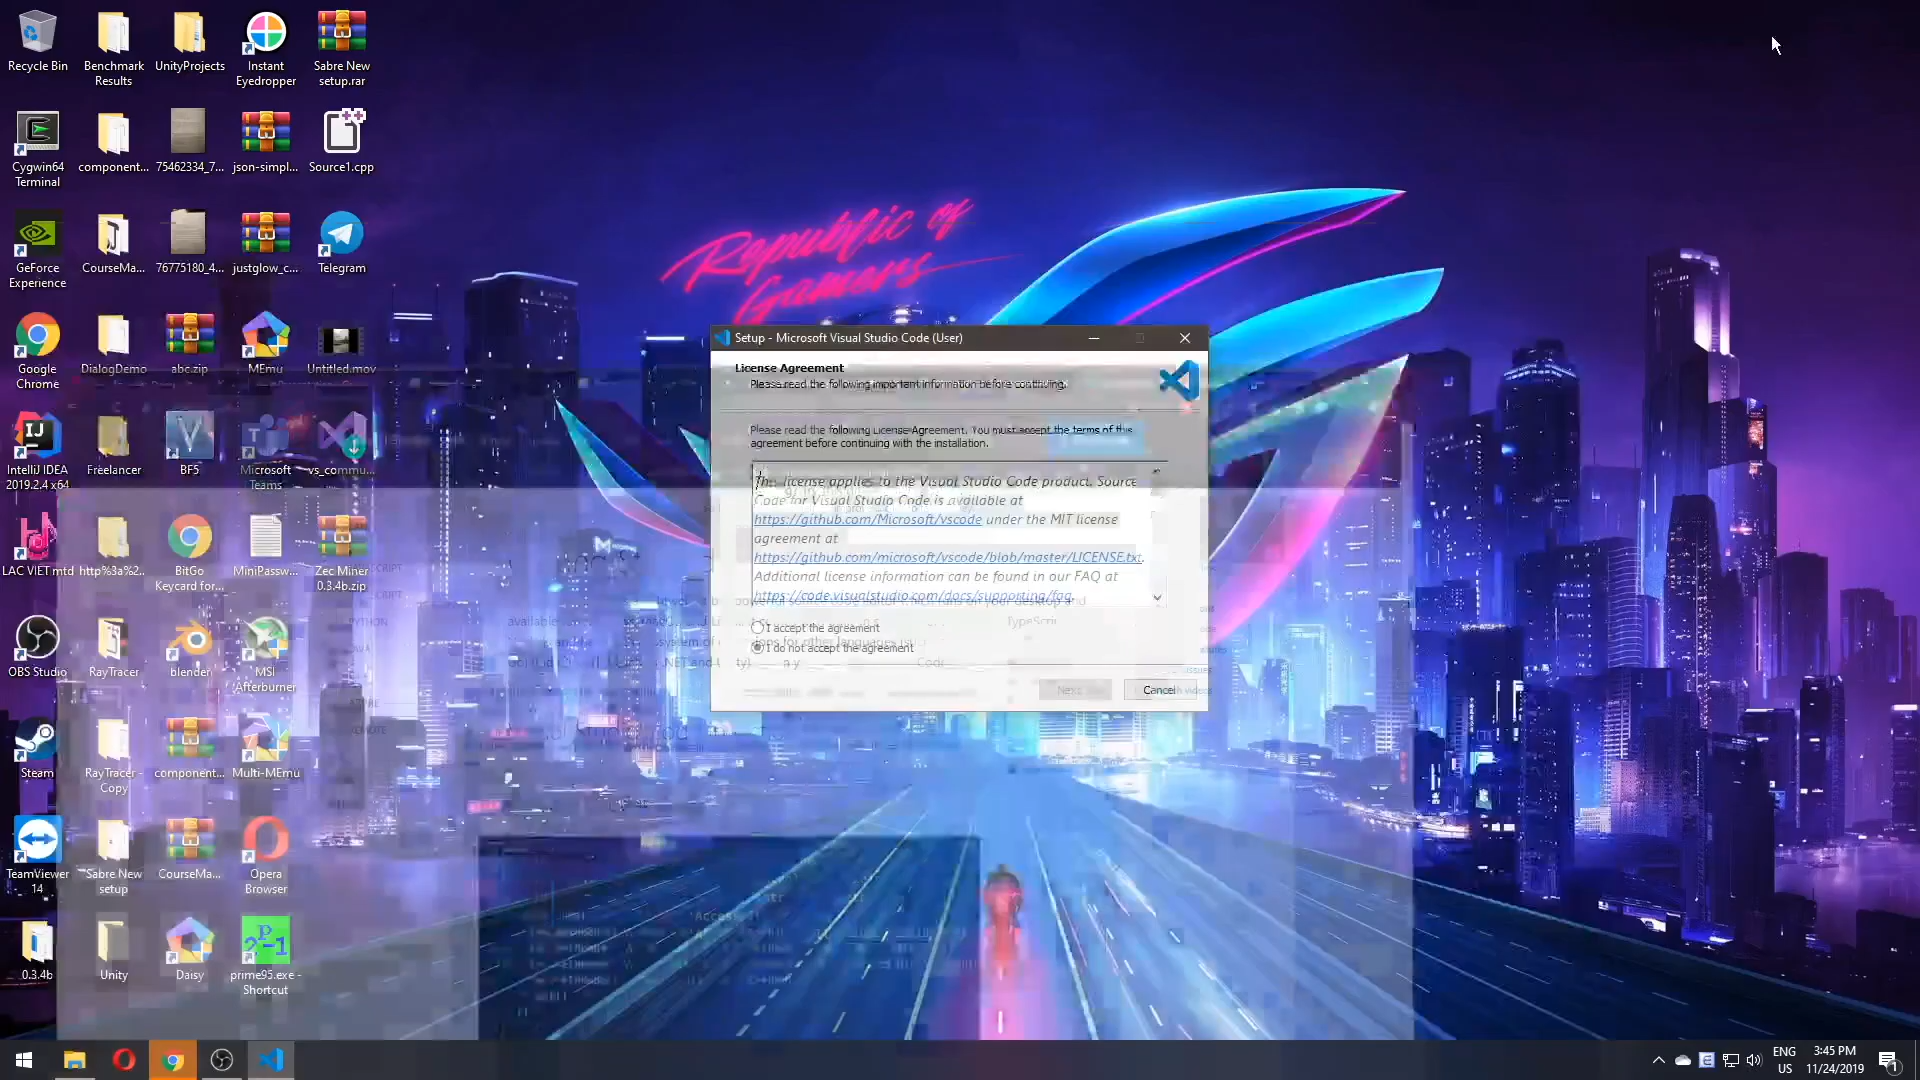 Recycle Bin
Benchmark
Results
UnityProjects
Instant
Eyedropper
Sabre New
setup.rar
Cygwin64
Terminal
component...
75462334_7...
json-simpl...
Source1.cpp
GeForce
Experience
CourseMa...
76775180_4...
justglow_c...
Telegram
Google
Chrome
DialogDemo
abc.zip
MEmu
Untitled.mov
IntelliJ IDEA
2019.2.4 x64
Freelancer
BF5
Microsoft
Teams
vs_commu...
LAC VIET mtd
http%3a%2...
BitGo
Keycard for...
MiniPassw...
Zec Miner
0.3.4b.zip
OBS Studio
RayTracer
blender
MSI
Afterburner
Steam
RayTracer -
Copy
component...
Multi-MEmu
TeamViewer
14
Sabre New
setup
CourseMa...
Opera
Browser
0.3.4b
Unity
Daisy
prime95.exe -
Shortcut
Republic of
Gamers
Setup - Microsoft Visual Studio Code (User)
License Agreement
Please read the following important information before continuing.
Please read the following License Agreement. You must accept the terms of this
agreement before continuing with the installation.
This license applies to the Visual Studio Code product. Source
Code for Visual Studio Code is available at
https://github.com/Microsoft/vscode under the MIT license
agreement at
https://github.com/microsoft/vscode/blob/master/LICENSE.txt.
Additional license information can be found in our FAQ at
https://code.visualstudio.com/docs/supporting/faq.
I accept the agreement
I do not accept the agreement
Next
Cancel
ENG
US
3:45 PM
11/24/2019
1